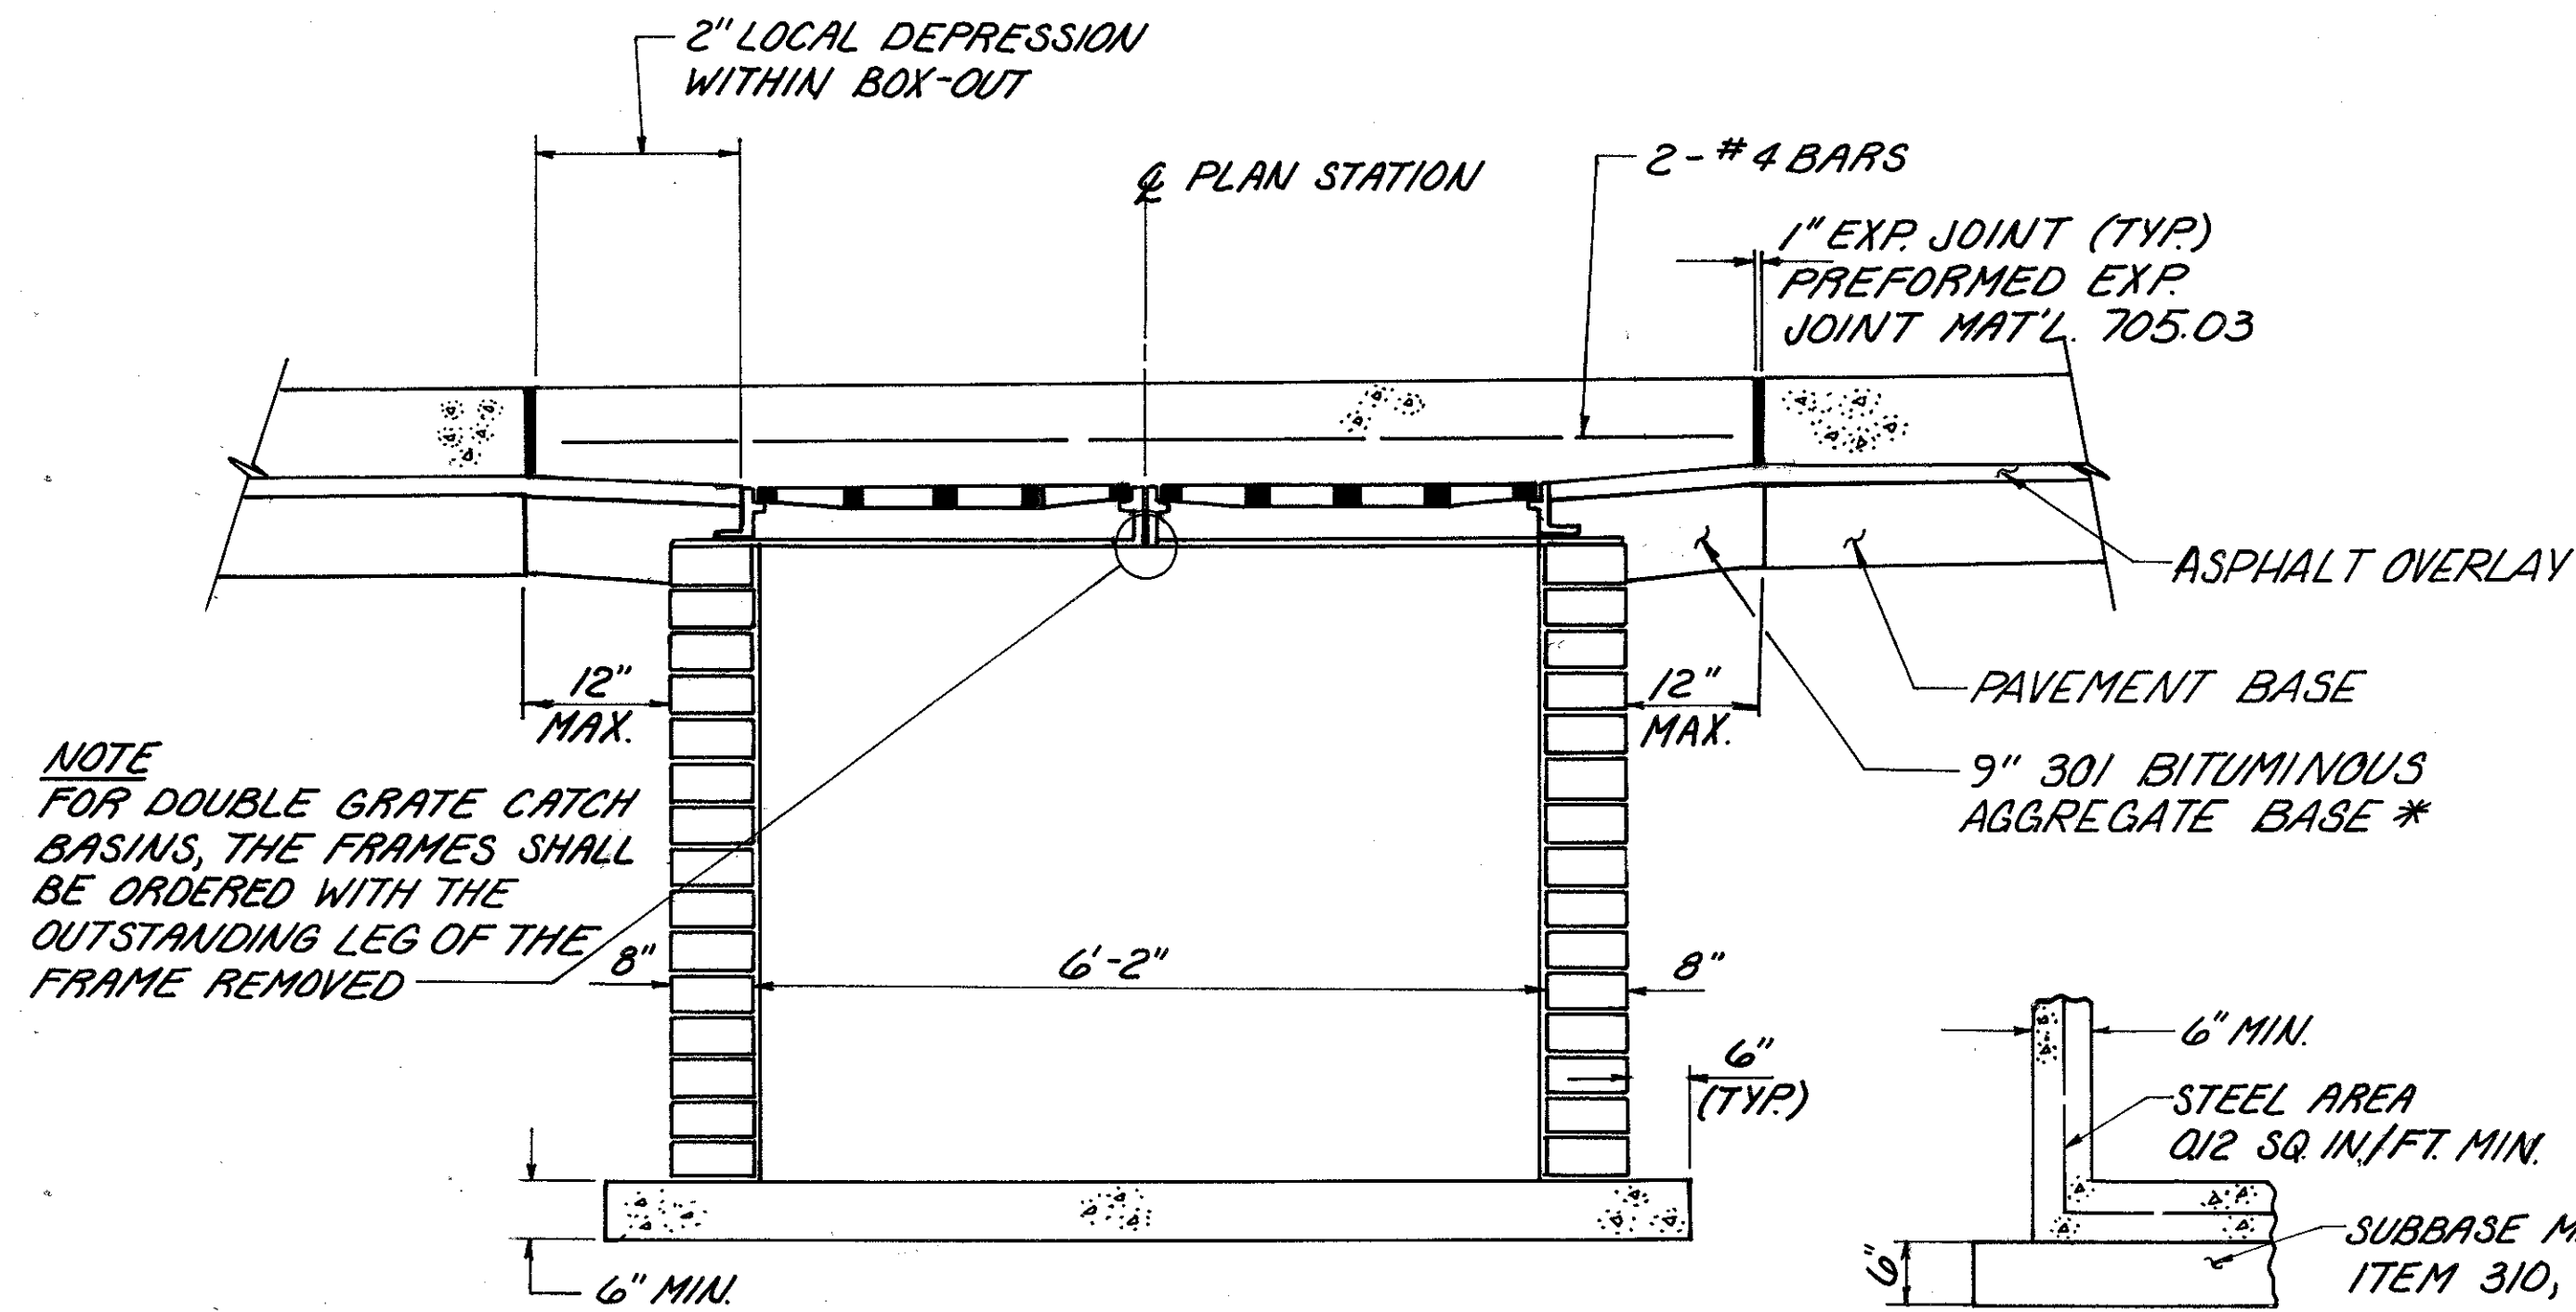 2" LOCAL DEPRESSION
WITHIN BOX-OUT
℄ PLAN STATION
2-#4 BARS
1" EXP. JOINT (TYP.)
PREFORMED EXP.
JOINT MAT'L. 705.03
ASPHALT OVERLAY
12"
MAX.
12"
MAX.
PAVEMENT BASE
9" 301 BITUMINOUS
AGGREGATE BASE *
NOTE
FOR DOUBLE GRATE CATCH
BASINS, THE FRAMES SHALL
BE ORDERED WITH THE
OUTSTANDING LEG OF THE
FRAME REMOVED
8"
6'-2"
8"
6"
(TYP.)
6" MIN.
6" MIN.
STEEL AREA
0.12 SQ. IN./FT. MIN.
SUBBASE
ITEM 310,
6"